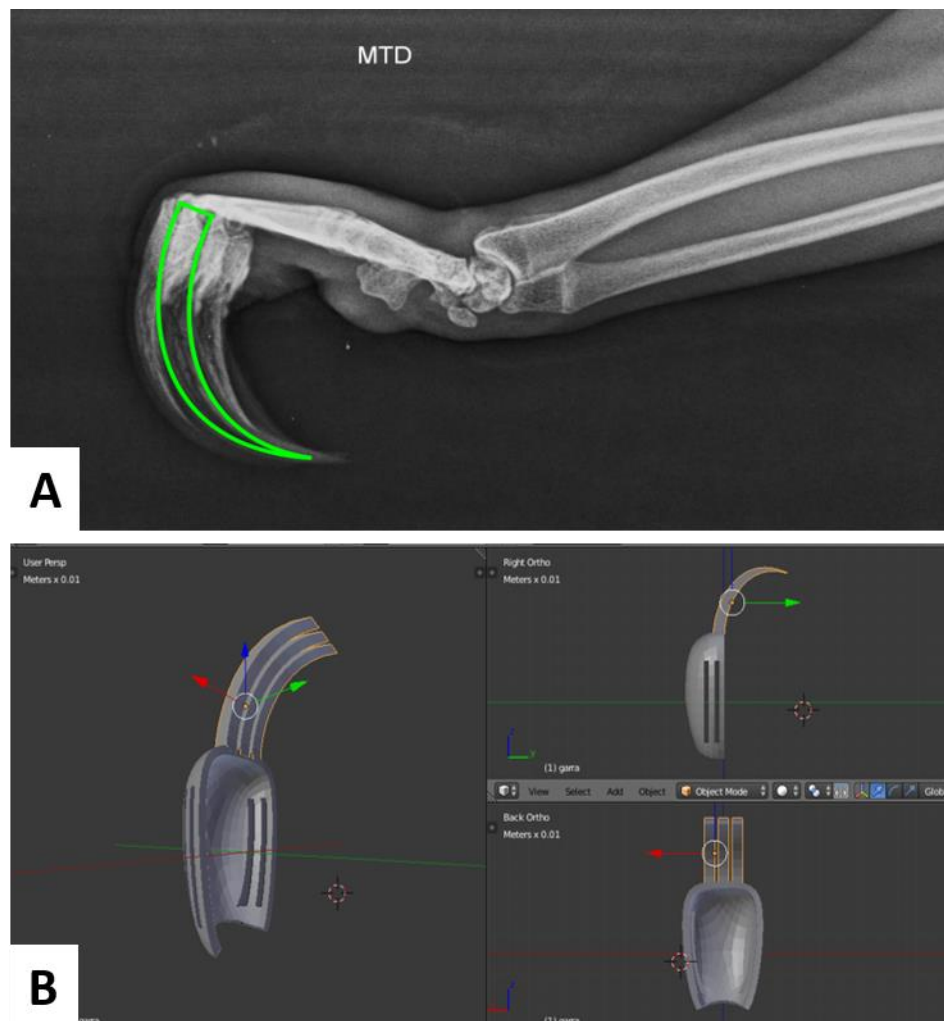 MTD
A
User Persp
Meters x 0.01
Right Ortho
Meters x 0.01
(1) garra
View Select Add Object Object Mode Glob
Back Ortho
Meters x 0.01
B